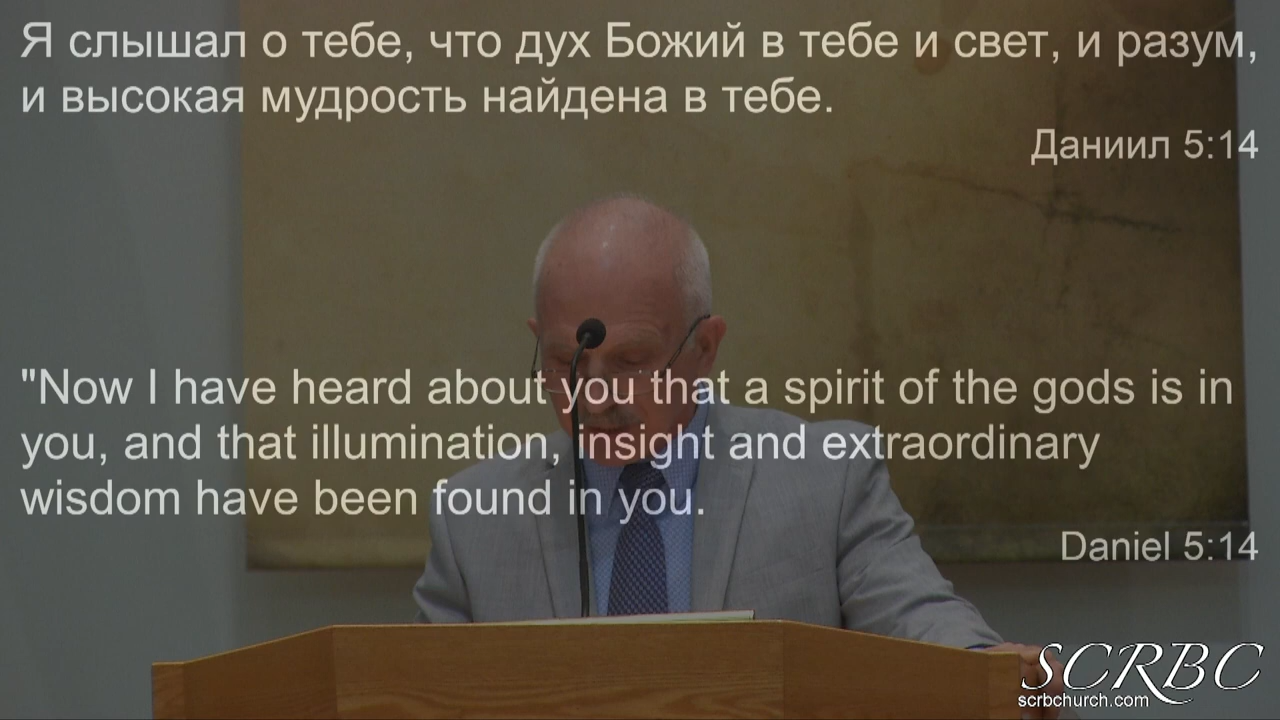 Я слышал о тебе, что дух Божий в тебе и свет, и разум,
и высокая мудрость найдена в тебе.
Даниил 5:14
"Now I have heard about you that a spirit of the gods is in
you, and that illumination, insight and extraordinary
wisdom have been found in you.
Daniel 5:14
SCRBC
scrbchurch.com